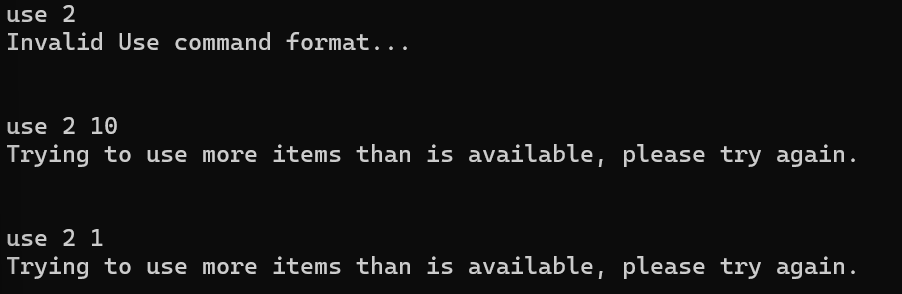 use 2
Invalid Use command format...
use 2 10
Trying to use more items than is available, please try again.
use 2 1
Trying to use more items than is available, please try again.